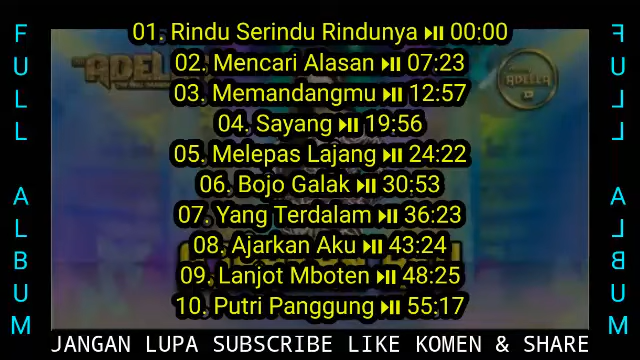 01. Rindu Serindu Rindunya ⏯ 00:00
02. Mencari Alasan ⏯ 07:23
03. Memandangmu ⏯ 12:57
04. Sayang ⏯ 19:56
05. Melepas Lajang ⏯ 24:22
06. Bojo Galak ⏯ 30:53
07. Yang Terdalam ⏯ 36:23
08. Ajarkan Aku ⏯ 43:24
09. Lanjot Mboten ⏯ 48:25
10. Putri Panggung ⏯ 55:17
FULL ALBUM
FULL ALBUM
ADELLA
ADELLA
JANGAN LUPA SUBSCRIBE LIKE KOMEN & SHARE